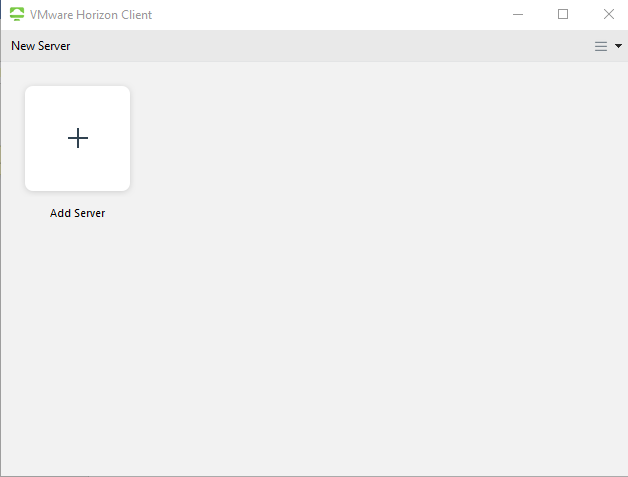 VMware Horizon Client
New Server
Add Server